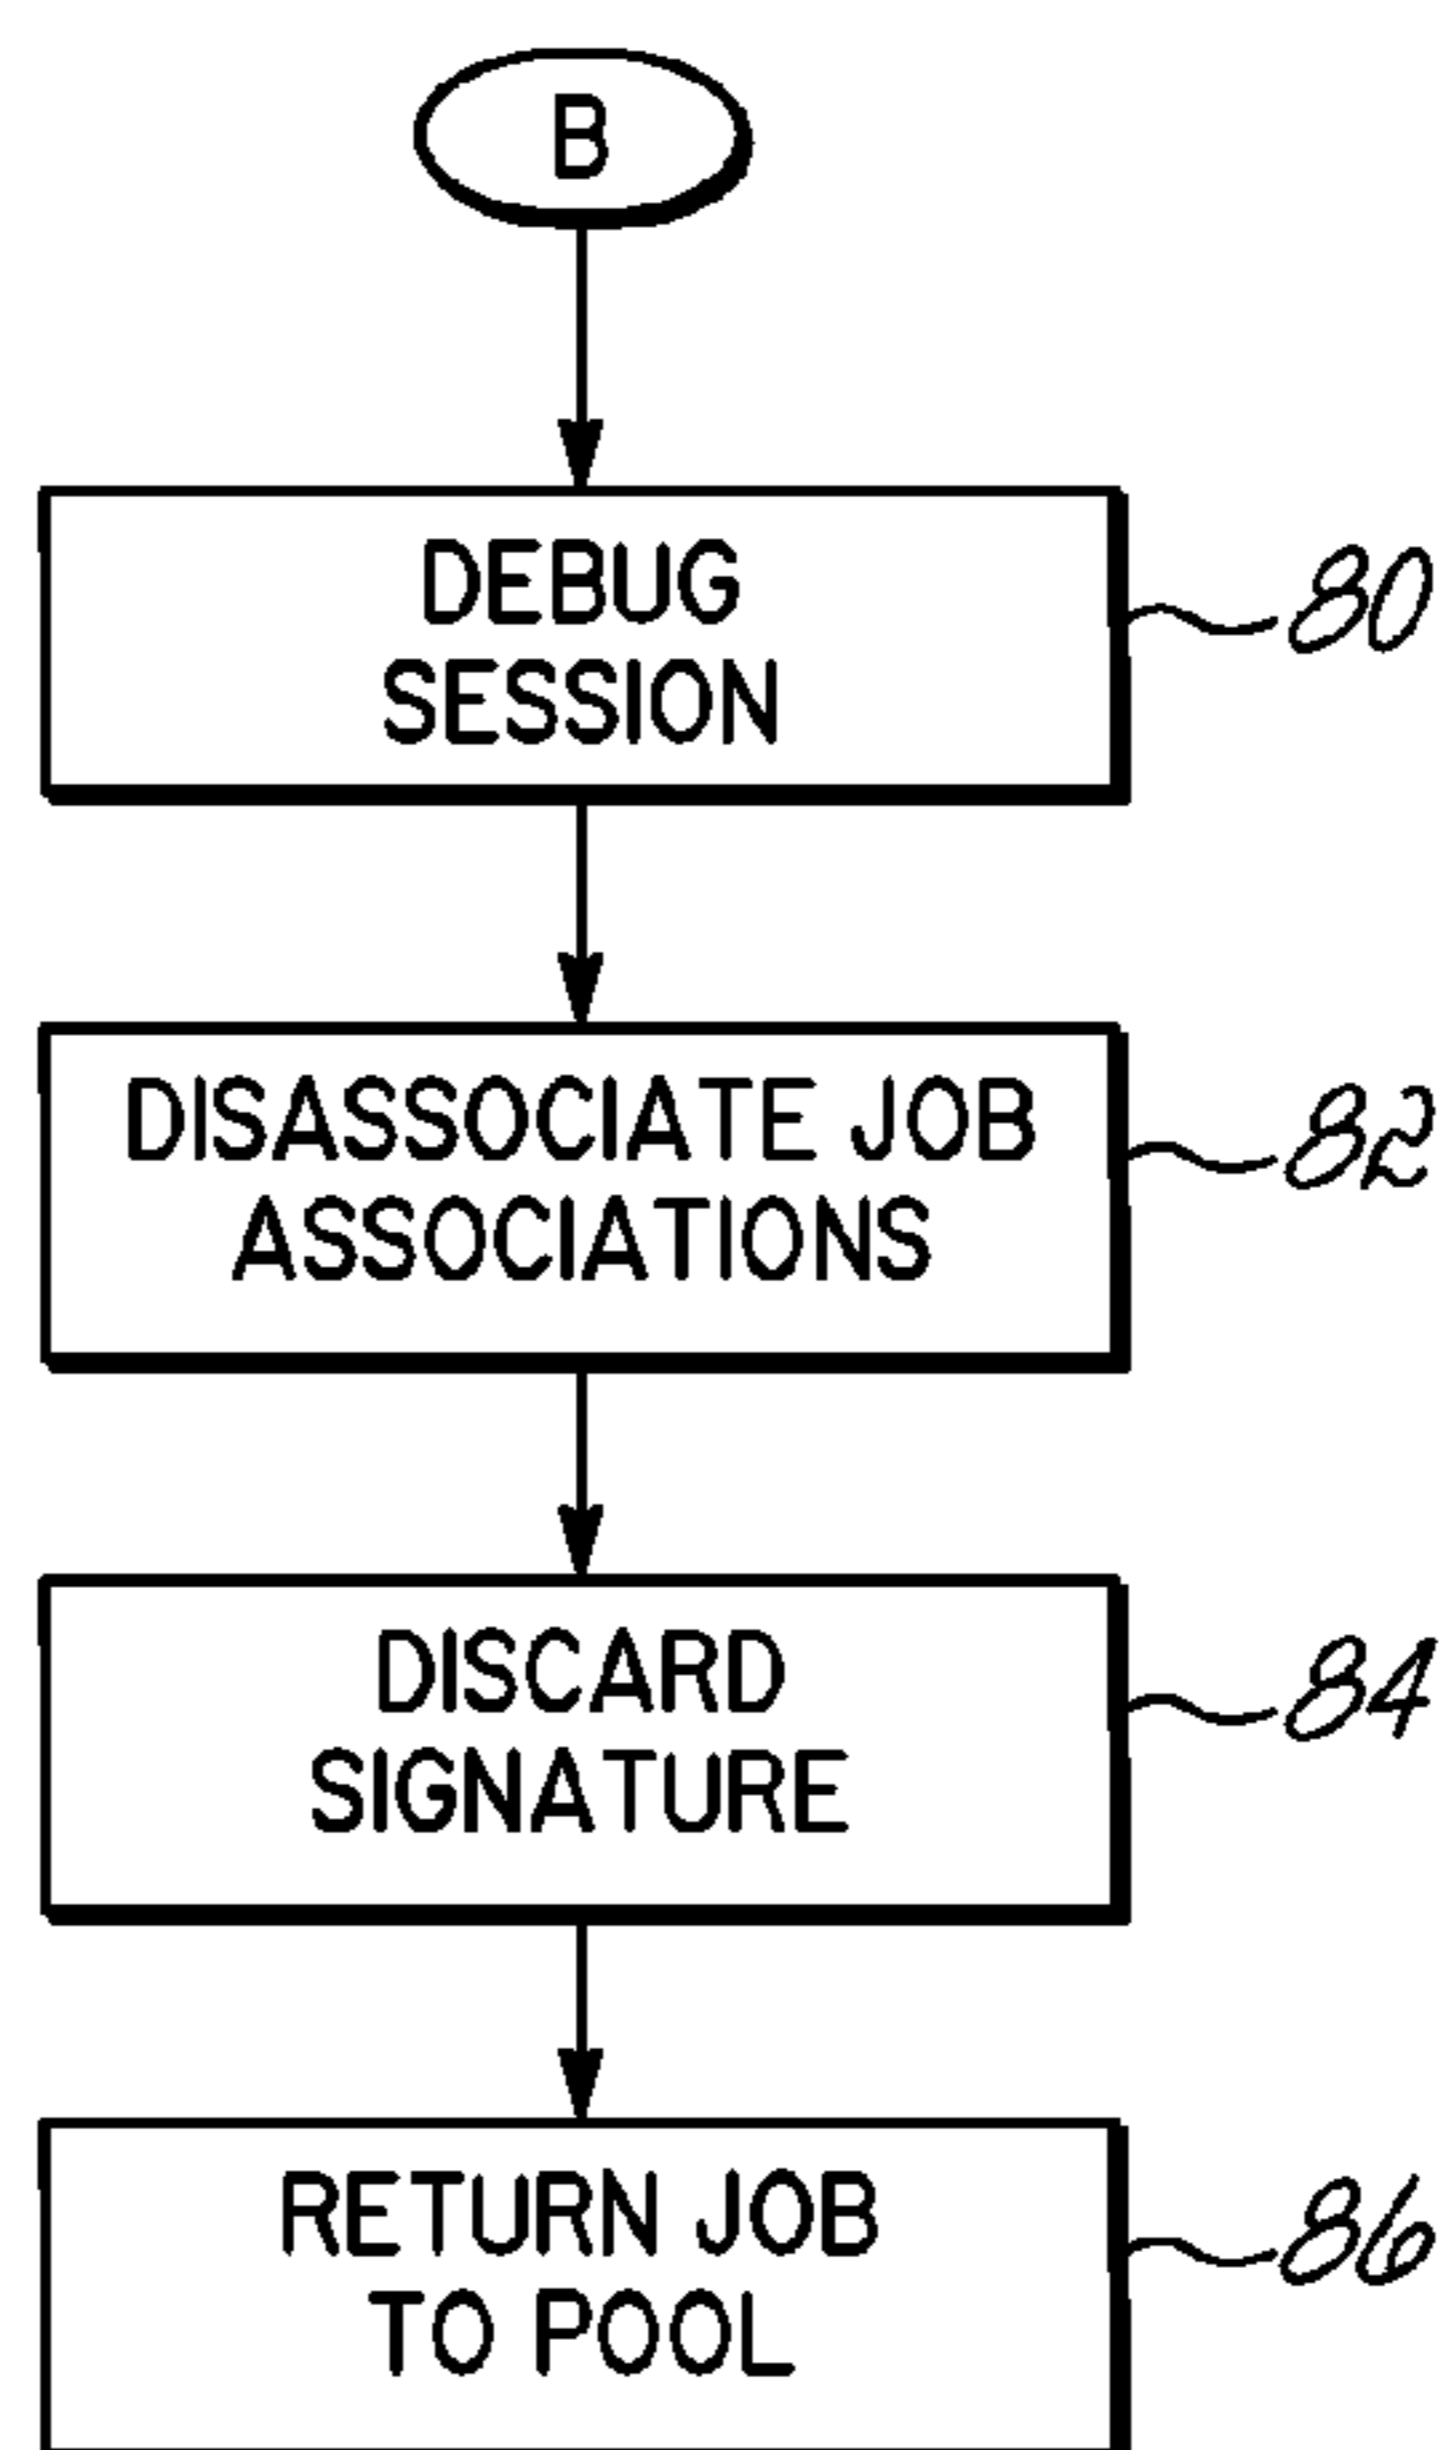 B
DEBUG
SESSION
80
DISASSOCIATE JOB
ASSOCIATIONS
82
DISCARD
SIGNATURE
84
RETURN JOB
TO POOL
86